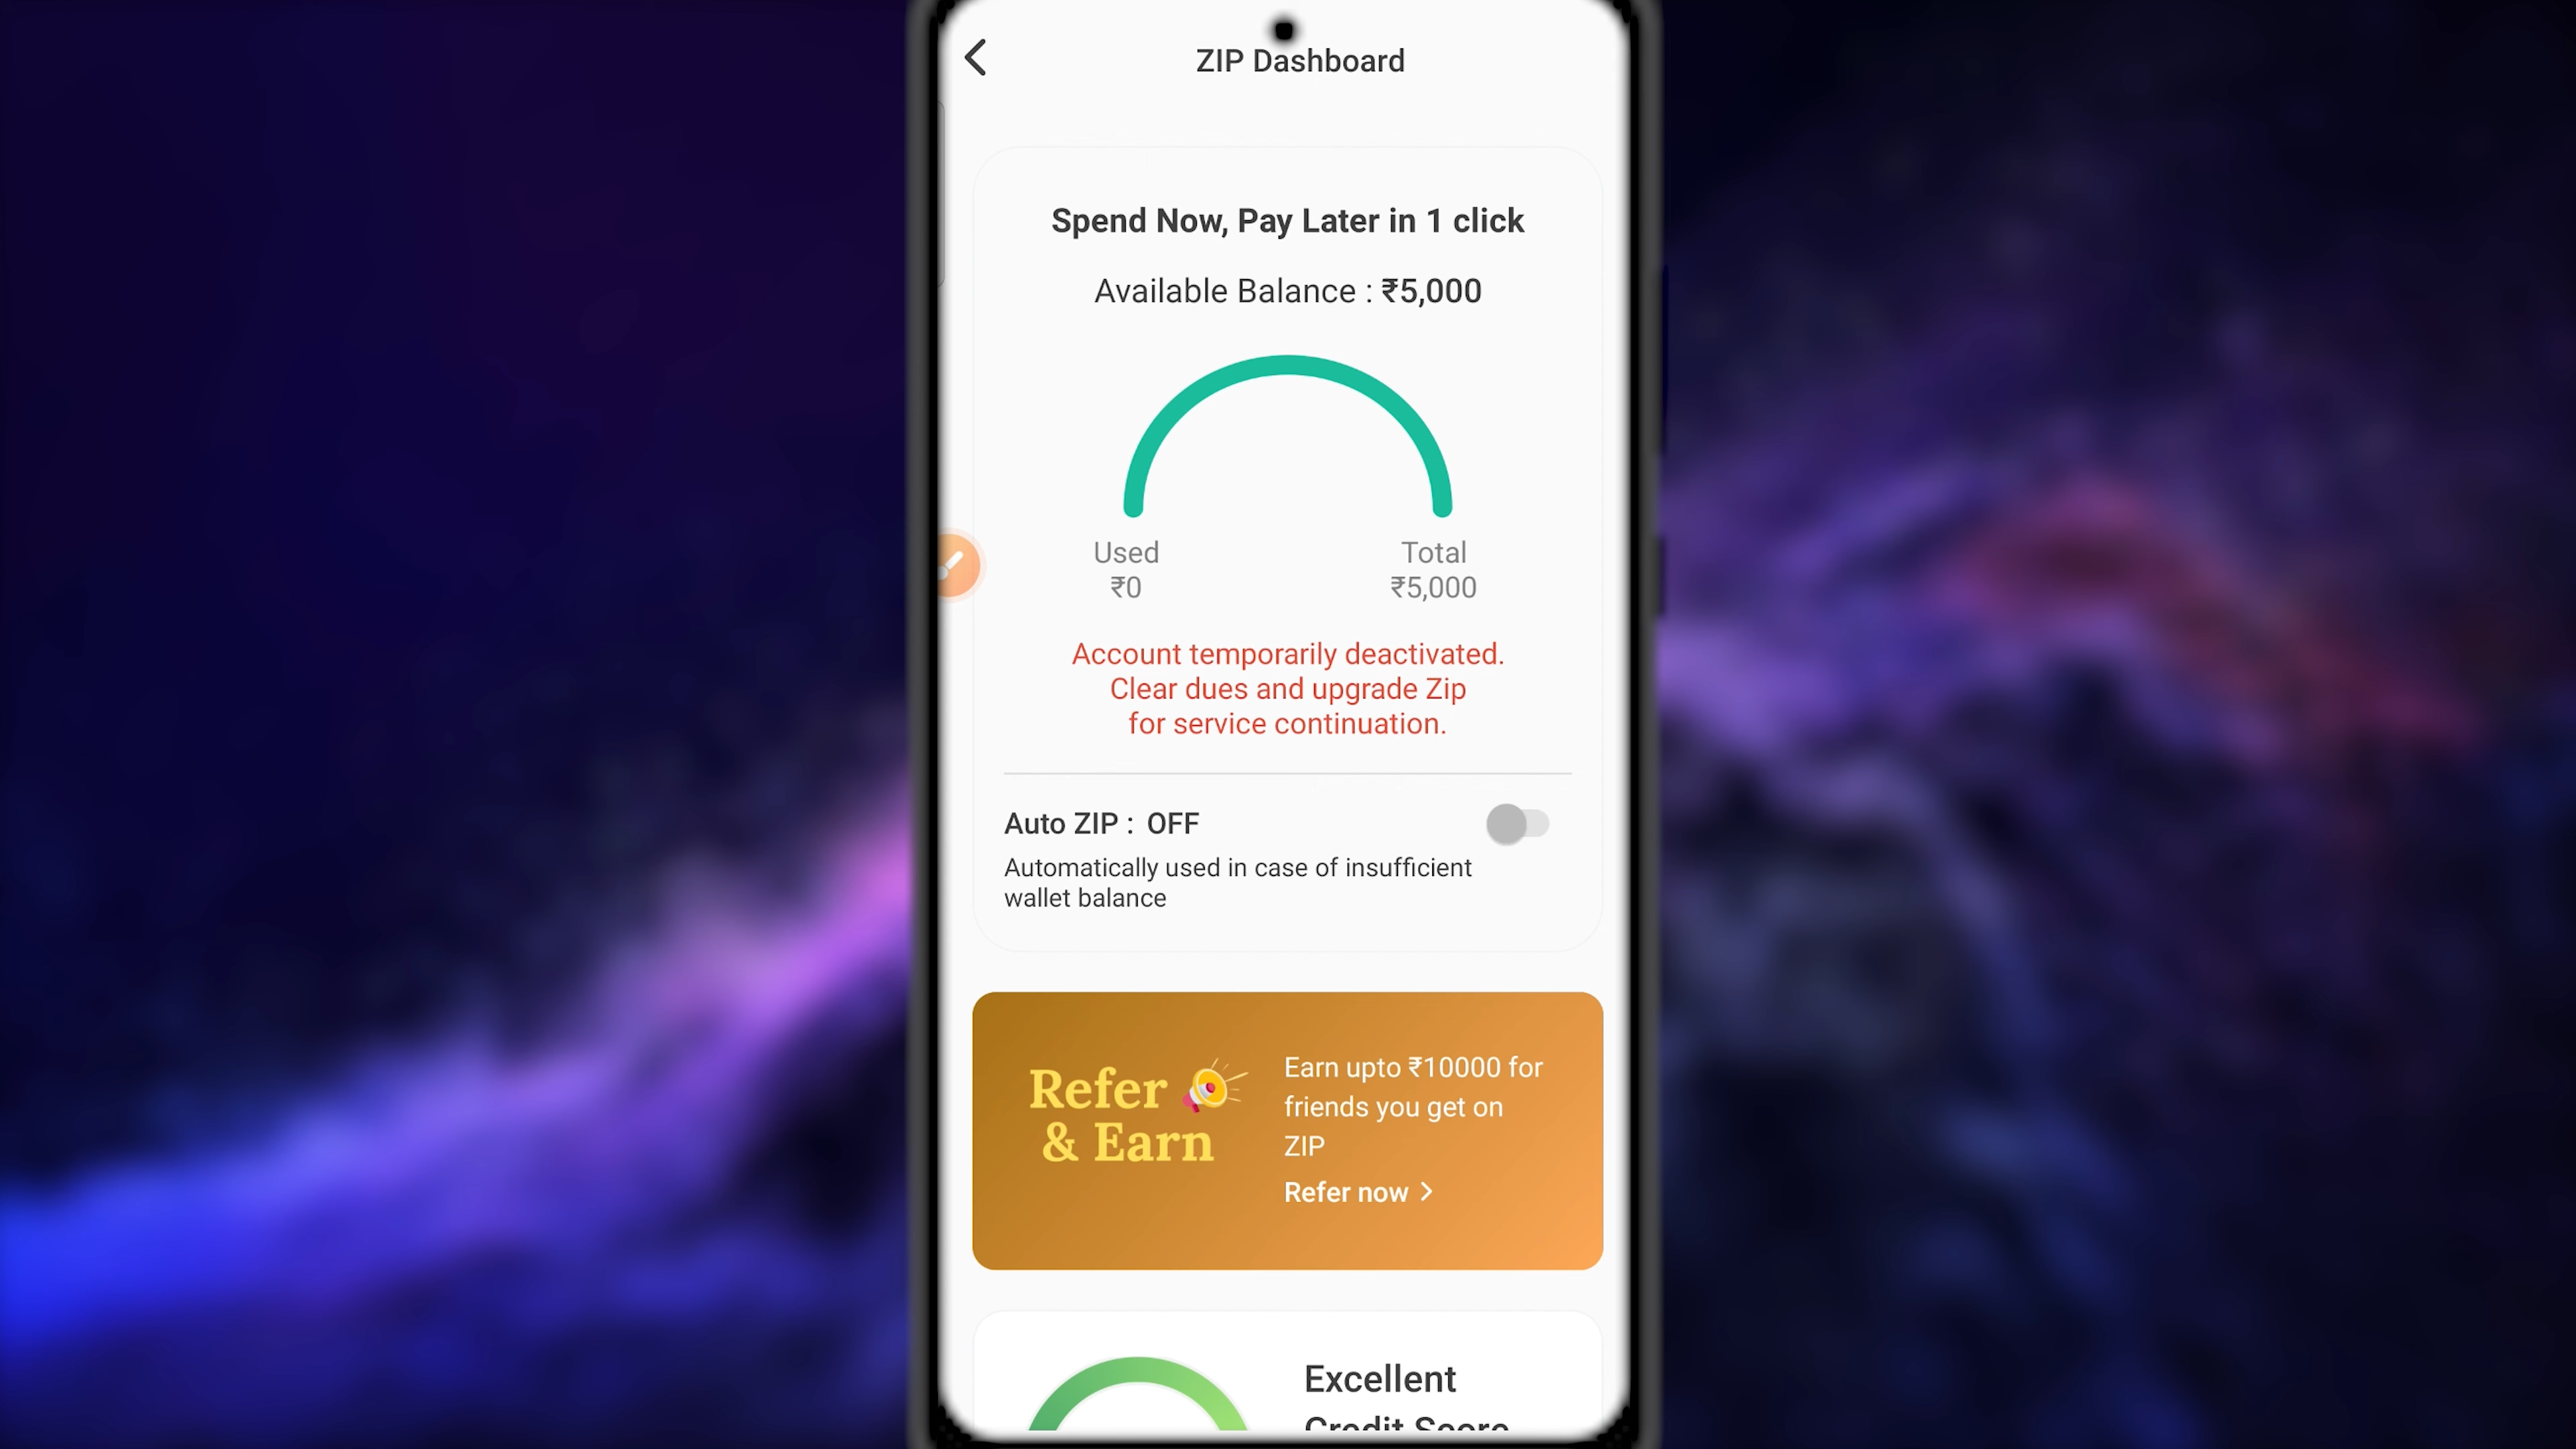 ZIP Dashboard
Spend Now, Pay Later in 1 click
Available Balance : ₹5,000
Used
Total
₹0
₹5,000
Account temporarily deactivated.
Clear dues and upgrade Zip
for service continuation.
Auto ZIP : OFF
Automatically used in case of insufficient
wallet balance
Refer
& Earn
Earn upto ₹10000 for
friends you get on
ZIP
Refer now
Excellent
Credit Score